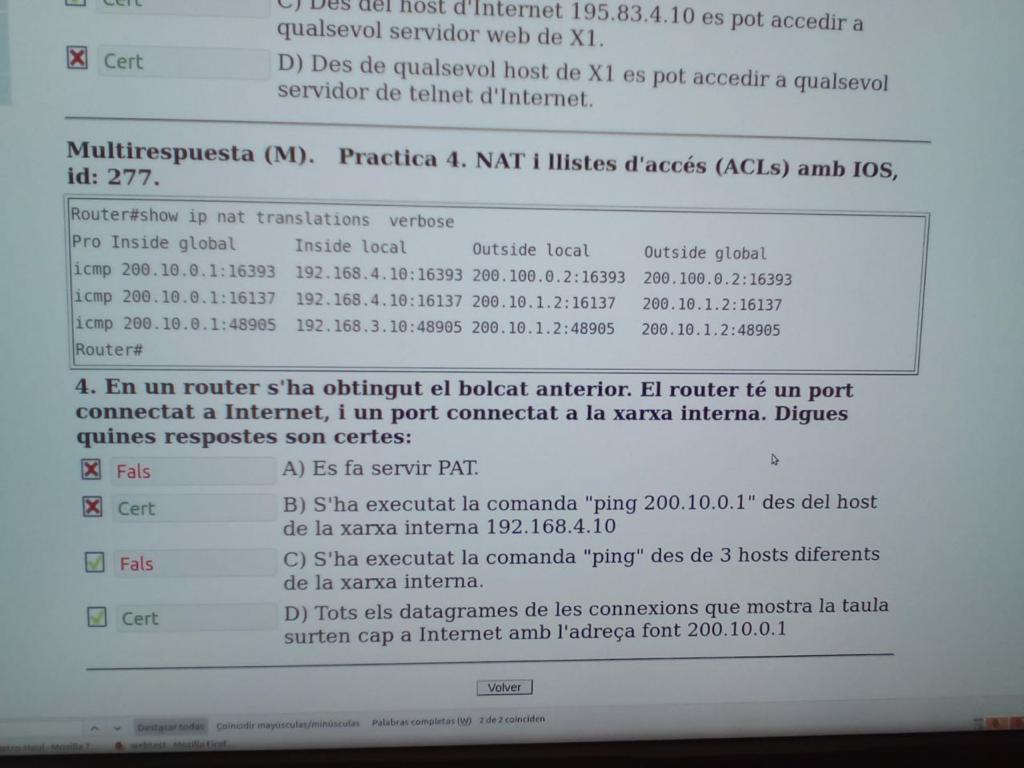 Cert
C) Des del host d'Internet 195.83.4.10 es pot accedir a
qualsevol servidor web de X1.
Cert
D) Des de qualsevol host de X1 es pot accedir a qualsevol
servidor de telnet d'Internet.
Multirespuesta (M). Practica 4. NAT i llistes d'accés (ACLs) amb IOS,
id: 277.
Router#show ip nat translations verbose
Pro Inside global Inside local Outside local Outside global
icmp 200.10.0.1:16393 192.168.4.10:16393 200.100.0.2:16393 200.100.0.2:16393
icmp 200.10.0.1:16137 192.168.4.10:16137 200.10.1.2:16137 200.10.1.2:16137
icmp 200.10.0.1:48905 192.168.3.10:48905 200.10.1.2:48905 200.10.1.2:48905
Router#
4. En un router s'ha obtingut el bolcat anterior. El router té un port
connectat a Internet, i un port connectat a la xarxa interna. Digues
quines respostes son certes:
Fals
A) Es fa servir PAT.
Cert
B) S'ha executat la comanda "ping 200.10.0.1" des del host
de la xarxa interna 192.168.4.10
Fals
C) S'ha executat la comanda "ping" des de 3 hosts diferents
de la xarxa interna.
Cert
D) Tots els datagrames de les connexions que mostra la taula
surten cap a Internet amb l'adreça font 200.10.0.1
Volver
Destacar todas Coincidir mayúsculas/minúsculas Palabras completas (W) 2 de 2 coinciden
webtest - Mozilla Firef